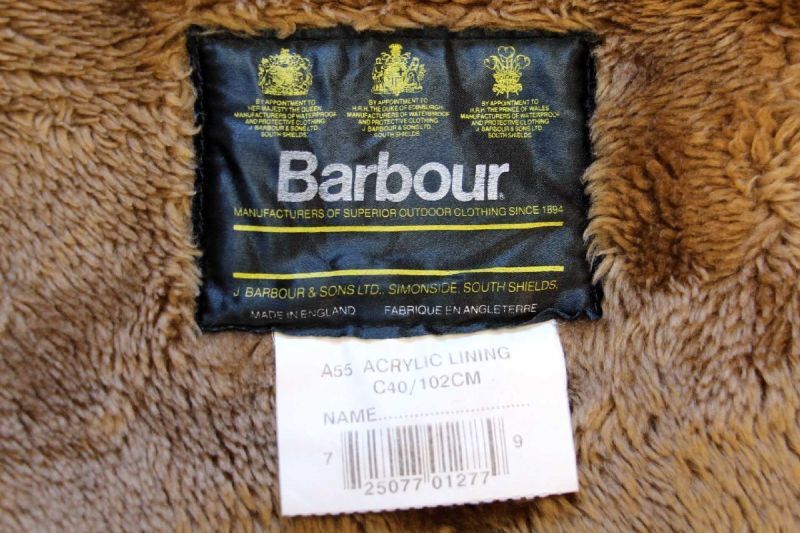 BY APPOINTMENT TO
HER MAJESTY THE QUEEN
MANUFACTURERS OF WATERPROOF
AND PROTECTIVE CLOTHING
J. BARBOUR & SONS LTD
SOUTH SHIELDS.
BY APPOINTMENT TO
H.R.H. THE DUKE OF EDINBURGH
MANUFACTURERS OF WATERPROOF
AND PROTECTIVE CLOTHING
J. BARBOUR & SONS LTD
SOUTH SHIELDS.
BY APPOINTMENT TO
H.R.H. THE PRINCE OF WALES
MANUFACTURERS OF WATERPROOF
AND PROTECTIVE CLOTHING
J. BARBOUR & SONS LTD
SOUTH SHIELDS.
Barbour®
MANUFACTURERS OF SUPERIOR OUTDOOR CLOTHING SINCE 1894
J. BARBOUR & SONS LTD., SIMONSIDE, SOUTH SHIELDS.
MADE IN ENGLAND FABRIQUE EN ANGLETERRE
A55 ACRYLIC LINING
C40/102CM
NAME..............................
7 25077 01277 9